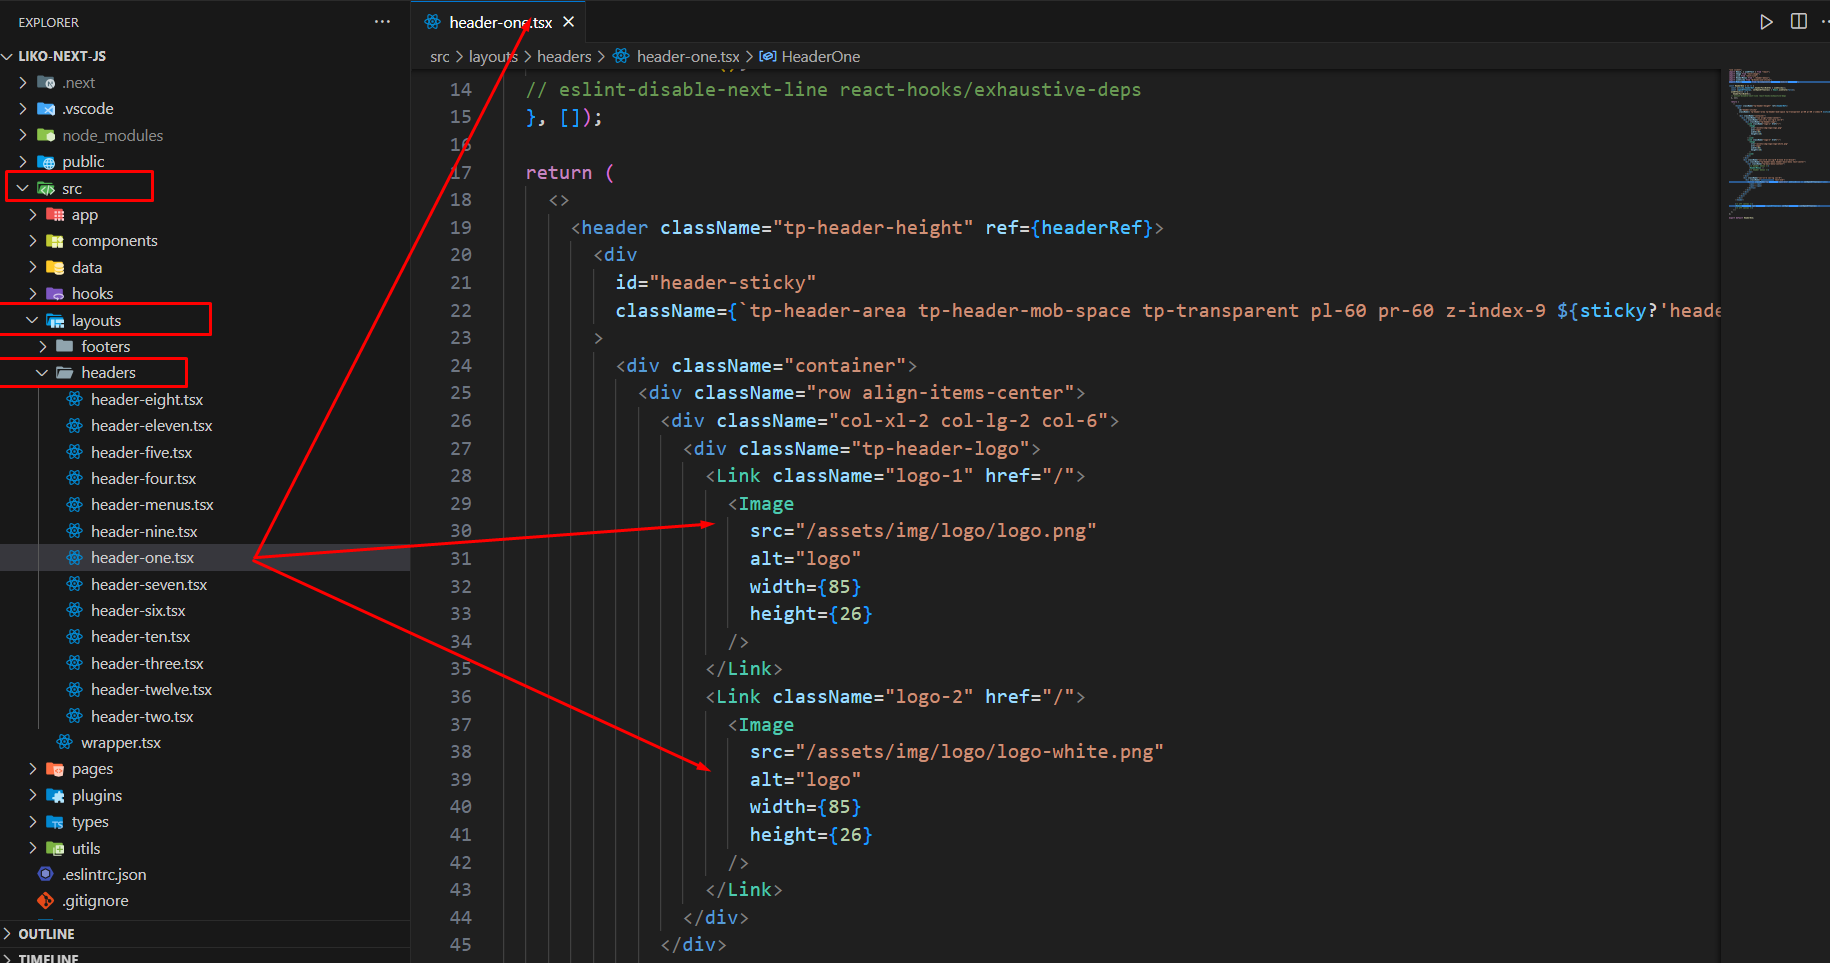 EXPLORER
LIKO-NEXT-JS
.next
.vscode
node_modules
public
src
app
components
data
hooks
layouts
footers
headers
header-eight.tsx
header-eleven.tsx
header-five.tsx
header-four.tsx
header-menus.tsx
header-nine.tsx
header-one.tsx
header-seven.tsx
header-six.tsx
header-ten.tsx
header-three.tsx
header-twelve.tsx
header-two.tsx
wrapper.tsx
pages
plugins
types
utils
.eslintrc.json
.gitignore
OUTLINE
TIMELINE
header-one.tsx
src > layouts > headers > header-one.tsx > HeaderOne
14 // eslint-disable-next-line react-hooks/exhaustive-deps
15 }, []);
16
17 return (
18 <>
19 <header className="tp-header-height" ref={headerRef}>
20 <div
21 id="header-sticky"
22 className={`tp-header-area tp-header-mob-space tp-transparent pl-60 pr-60 z-index-9 ${sticky?'heade
23 >
24 <div className="container">
25 <div className="row align-items-center">
26 <div className="col-xl-2 col-lg-2 col-6">
27 <div className="tp-header-logo">
28 <Link className="logo-1" href="/">
29 <Image
30 src="/assets/img/logo/logo.png"
31 alt="logo"
32 width={85}
33 height={26}
34 />
35 </Link>
36 <Link className="logo-2" href="/">
37 <Image
38 src="/assets/img/logo/logo-white.png"
39 alt="logo"
40 width={85}
41 height={26}
42 />
43 </Link>
44 </div>
45 </div>